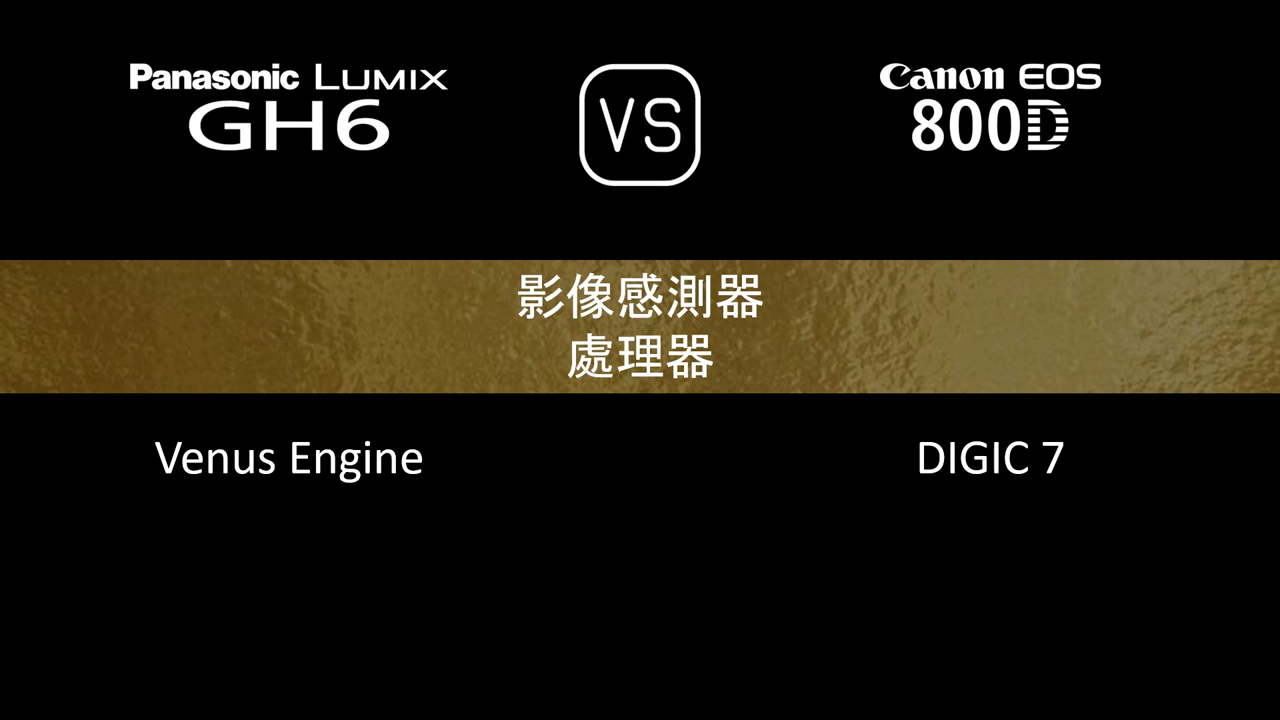 Panasonic LUMIX
GH6
VS
Canon EOS
800D
影像感測器
處理器
Venus Engine
DIGIC 7